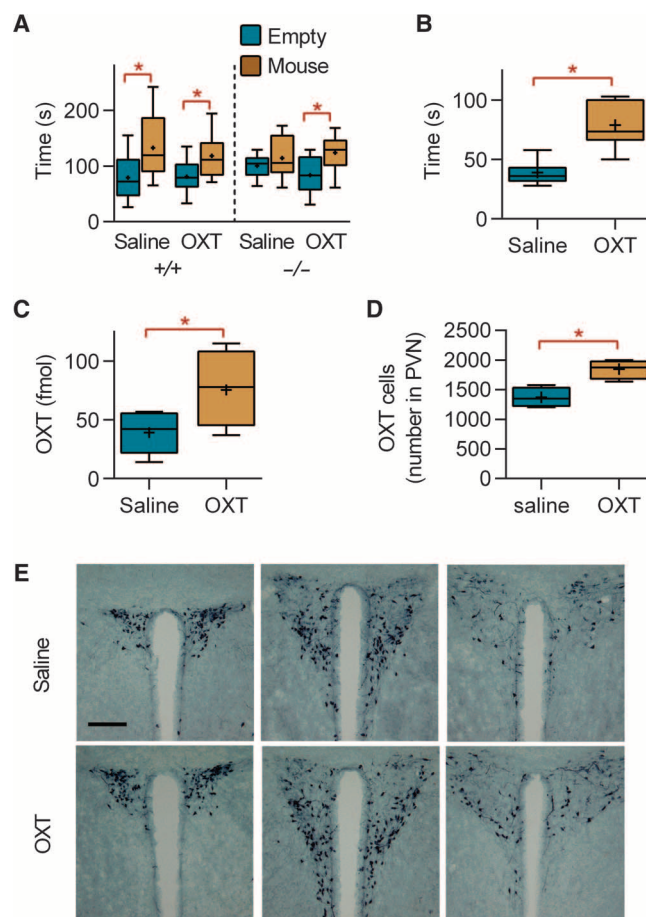 A
Empty
Mouse
Time (s)
200
100
0
*
*
*
Saline OXT Saline OXT
+/+ −/−
B
Time (s)
100
50
0
*
Saline OXT
C
OXT (fmol)
100
50
0
*
Saline OXT
D
OXT cells
(number in PVN)
2500
2000
1500
1000
500
0
*
saline OXT
E
Saline
OXT